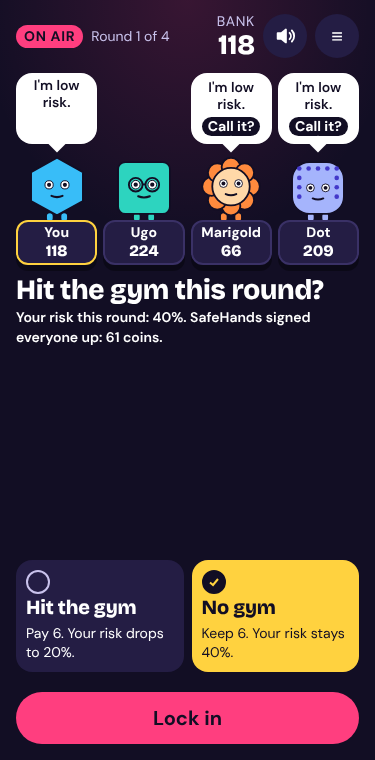 ON AIR
Round 1 of 4
BANK
118
I'm low
risk.
I'm low
risk.
Call it?
I'm low
risk.
Call it?
You
118
Ugo
224
Marigold
66
Dot
209
Hit the gym this round?
Your risk this round: 40%. SafeHands signed
everyone up: 61 coins.
Hit the gym
Pay 6. Your risk drops
to 20%.
No gym
Keep 6. Your risk stays
40%.
Lock in